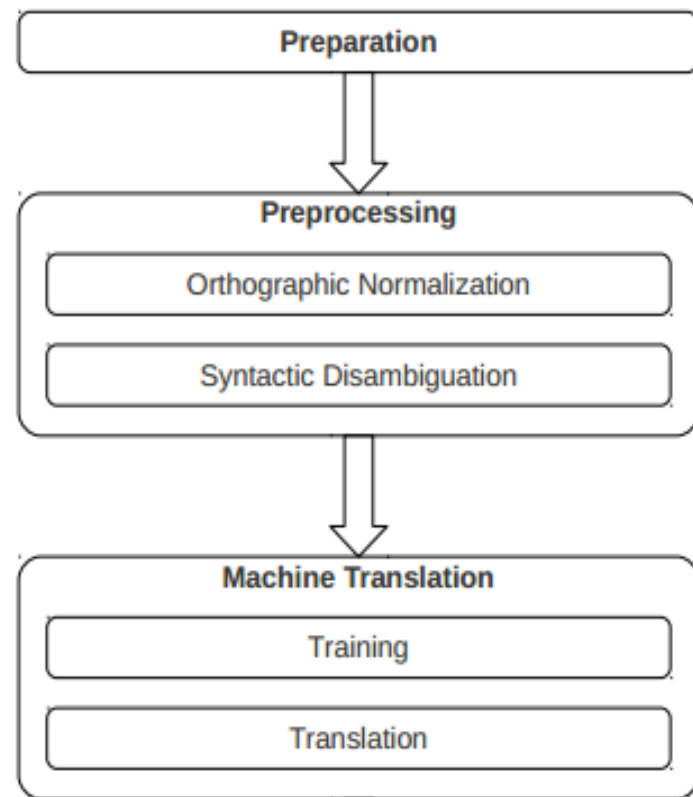 Preparation
Preprocessing
Orthographic Normalization
Syntactic Disambiguation
Machine Translation
Training
Translation